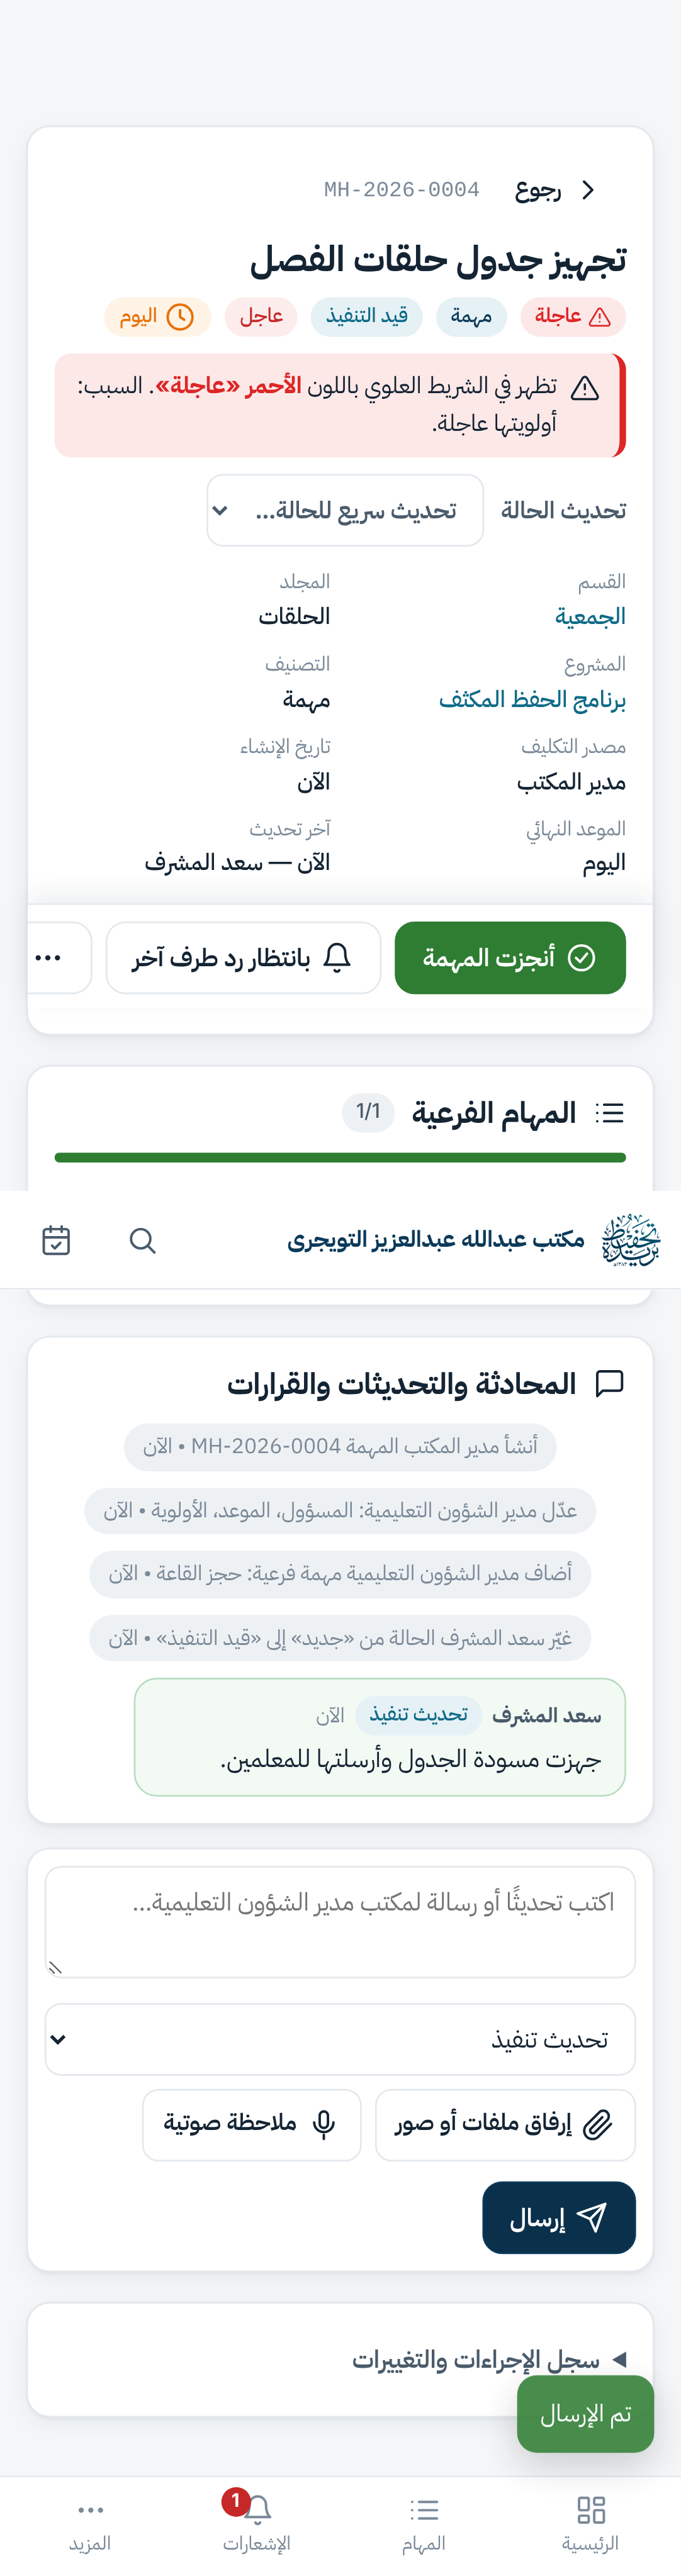 رجوع MH-2026-0004
تجهيز جدول حلقات الفصل
عاجلة مهمة قيد التنفيذ عاجل اليوم
تظهر في الشريط العلوي باللون الأحمر «عاجلة». السبب:
أولويتها عاجلة.
تحديث الحالة تحديث سريع للحالة...
القسم المجلد
الجمعية الحلقات
المشروع التصنيف
برنامج الحفظ المكثف مهمة
مصدر التكليف تاريخ الإنشاء
مدير المكتب الآن
الموعد النهائي آخر تحديث
اليوم الآن — سعد المشرف
أنجزت المهمة بانتظار رد طرف آخر ...
المهام الفرعية 1/1
مكتب عبدالله عبدالعزيز التويجري
المحادثة والتحديثات والقرارات
أنشأ مدير المكتب المهمة MH-2026-0004 • الآن
عدّل مدير الشؤون التعليمية: المسؤول، الموعد، الأولوية • الآن
أضاف مدير الشؤون التعليمية مهمة فرعية: حجز القاعة • الآن
غيّر سعد المشرف الحالة من «جديد» إلى «قيد التنفيذ» • الآن
سعد المشرف تحديث تنفيذ الآن
جهزت مسودة الجدول وأرسلتها للمعلمين.
اكتب تحديثًا أو رسالة لمكتب مدير الشؤون التعليمية...
تحديث تنفيذ
إرفاق ملفات أو صور ملاحظة صوتية
إرسال
سجل الإجراءات والتغييرات
تم الإرسال
1
الرئيسية المهام الإشعارات المزيد